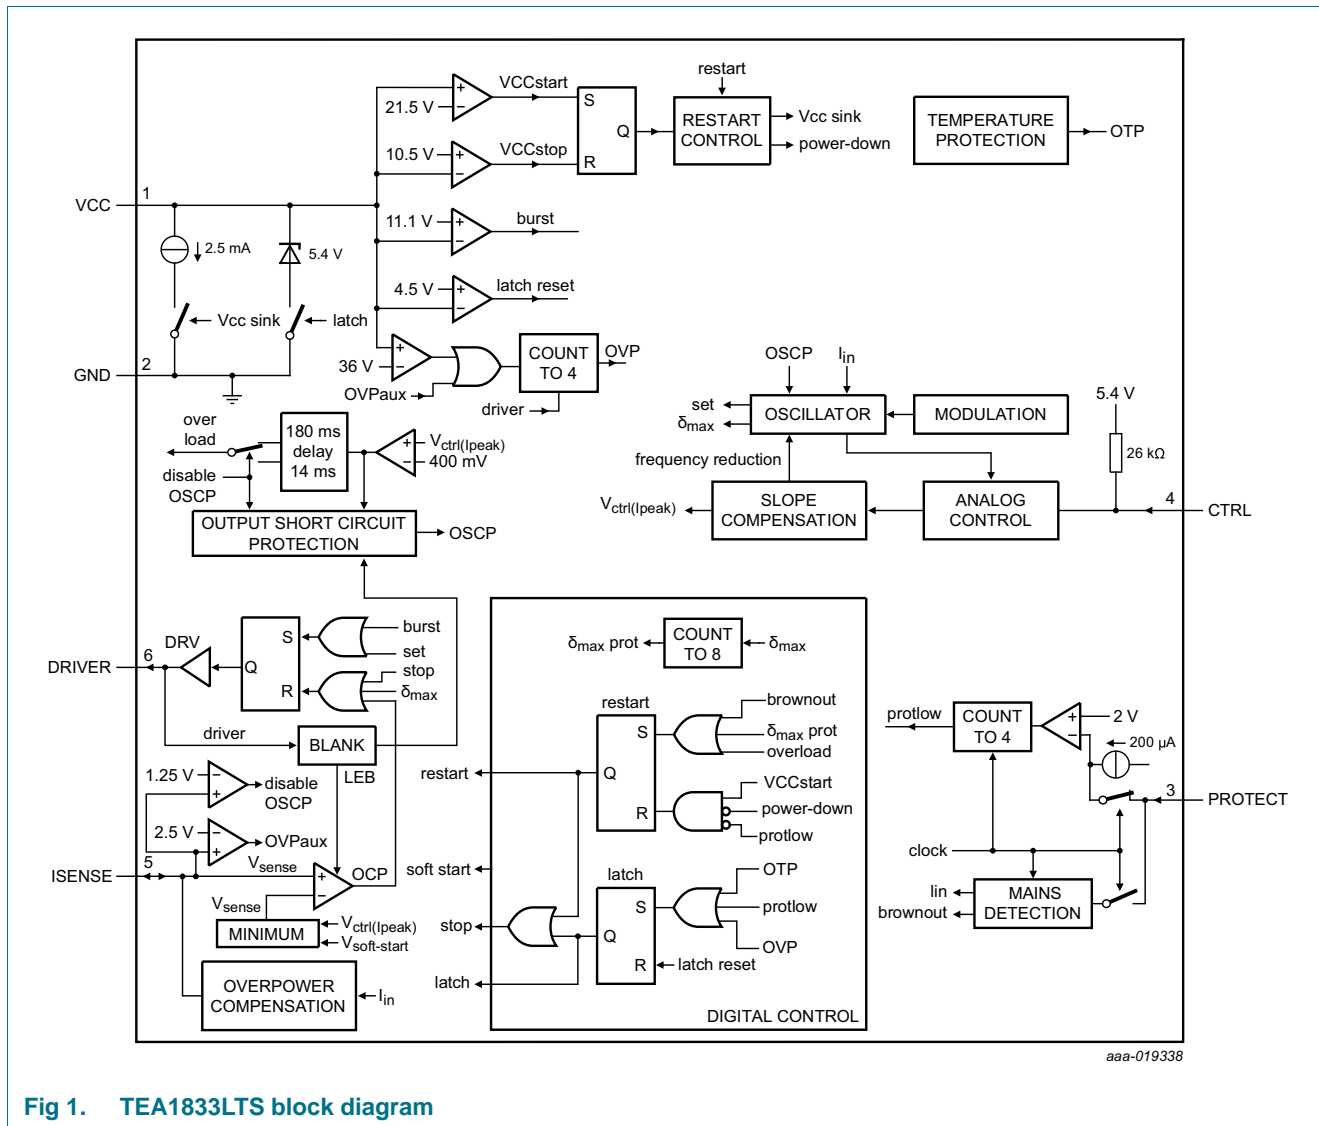 restart
VCCstart
21.5 V
+
−
S
Q
R
RESTART
CONTROL
Vcc sink
power-down
TEMPERATURE
PROTECTION
OTP
10.5 V
+
−
VCCstop
VCC
1
11.1 V
+
−
burst
2.5 mA
5.4 V
4.5 V
+
−
latch reset
Vcc sink
latch
36 V
+
−
OVPaux
COUNT
TO 4
OVP
driver
GND
2
OSCP
Iin
set
δmax
OSCILLATOR
MODULATION
5.4 V
26 kΩ
frequency reduction
Vctrl(Ipeak)
SLOPE
COMPENSATION
ANALOG
CONTROL
4
CTRL
over
load
180 ms
delay
14 ms
+
−
Vctrl(Ipeak)
400 mV
disable
OSCP
OUTPUT SHORT CIRCUIT
PROTECTION
OSCP
DRIVER
6
DRV
S
Q
R
burst
set
stop
δmax
driver
BLANK
LEB
1.25 V
−
+
disable
OSCP
2.5 V
−
+
OVPaux
ISENSE
5
Vsense
+
−
OCP
Vsense
MINIMUM
Vctrl(Ipeak)
Vsoft-start
OVERPOWER
COMPENSATION
Iin
δmax prot
COUNT
TO 8
δmax
restart
S
Q
R
brownout
δmax prot
overload
VCCstart
power-down
protlow
restart
soft start
stop
latch
latch
S
Q
R
OTP
protlow
OVP
latch reset
DIGITAL CONTROL
protlow
COUNT
TO 4
+
−
2 V
200 μA
3
PROTECT
clock
Iin
brownout
MAINS
DETECTION
aaa-019338
Fig 1. TEA1833LTS block diagram